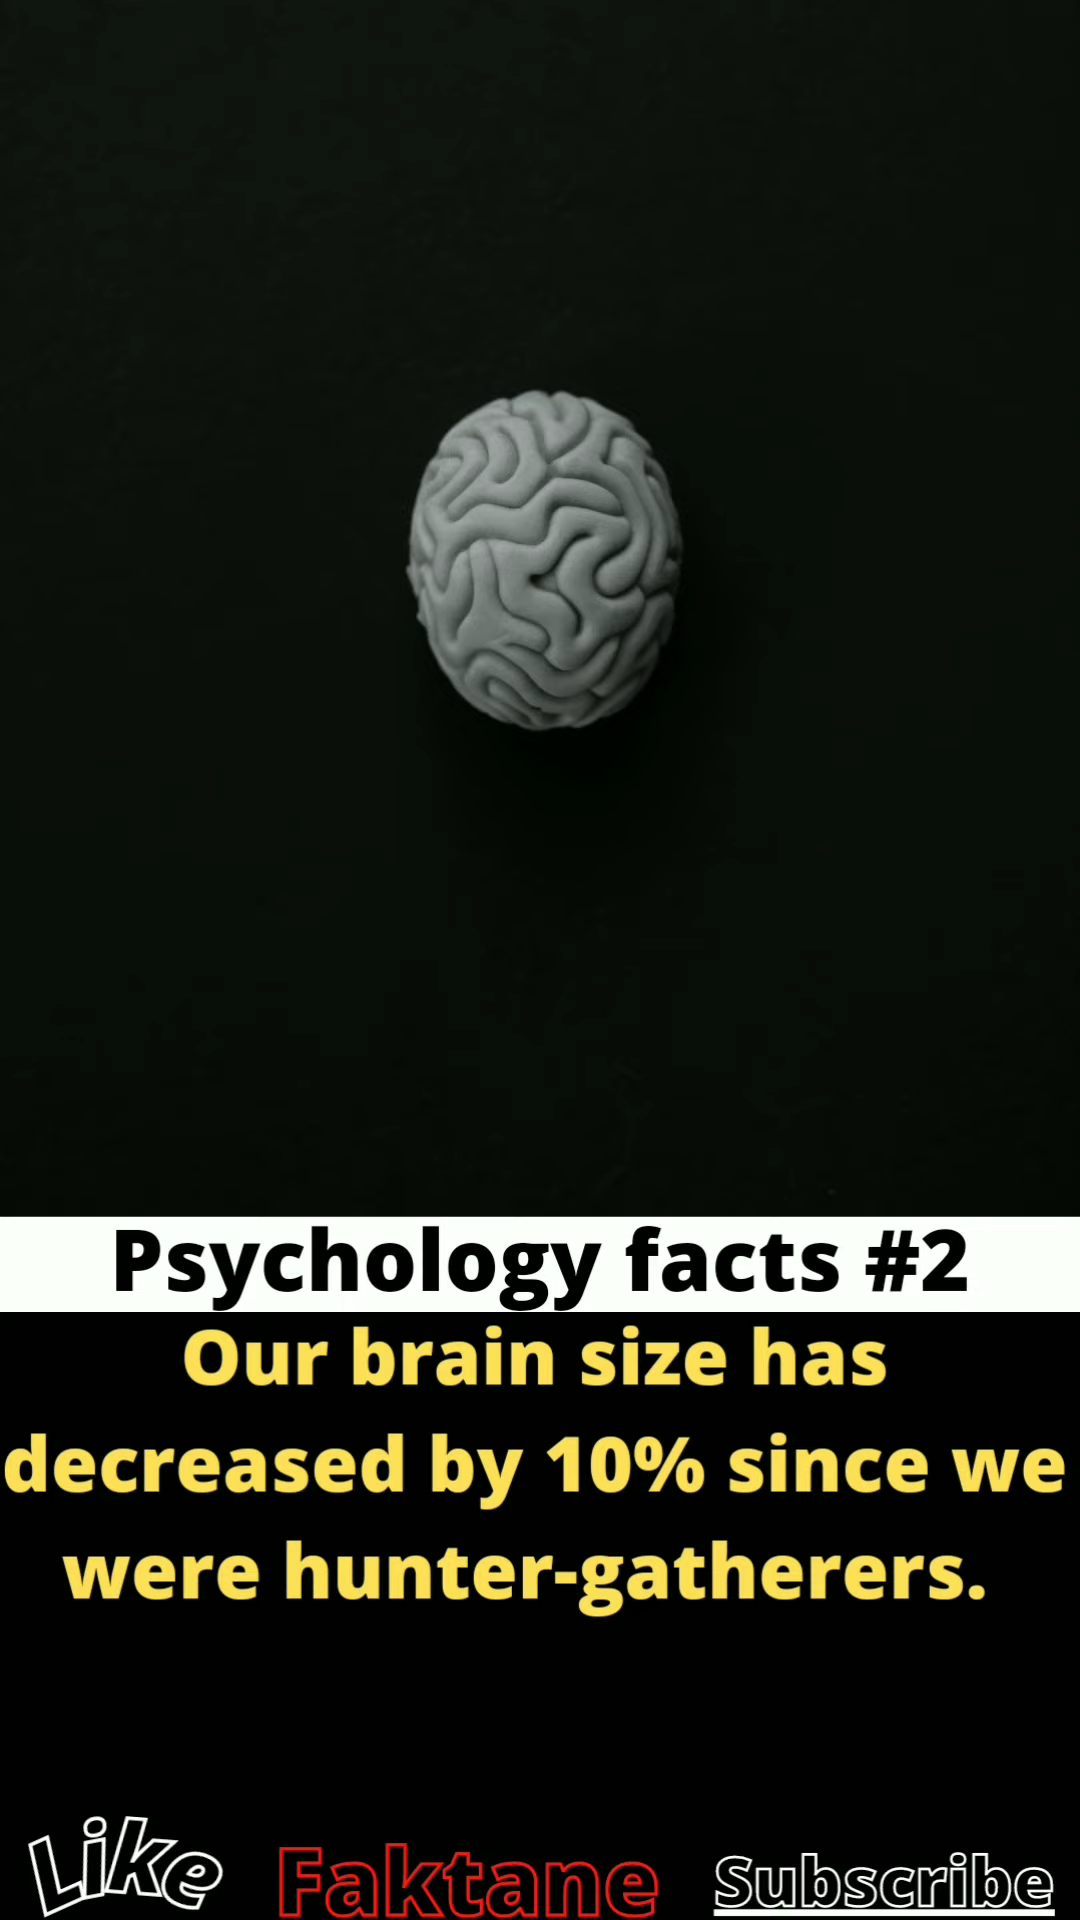 Psychology facts #2
Our brain size has
decreased by 10% since we
were hunter-gatherers.
Like Faktane Subscribe